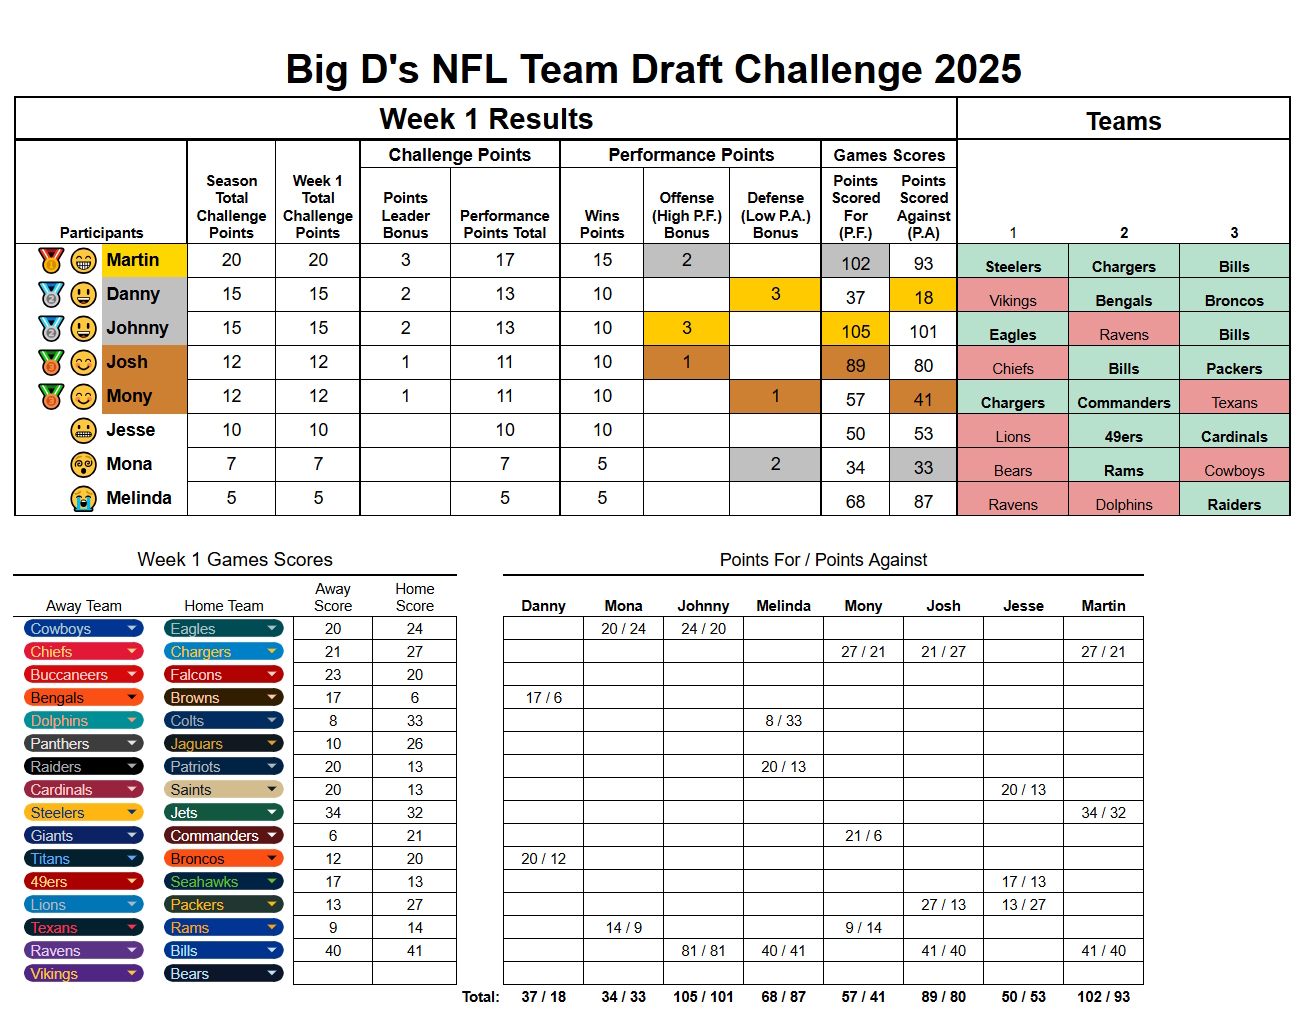 Big D's NFL Team Draft Challenge 2025
Week 1 Results Teams
Challenge Points Performance Points Games Scores
Participants Season Total Challenge Points Week 1 Total Challenge Points Points Leader Bonus Performance Points Total Wins Points Offense (High P.F.) Bonus Defense (Low P.A.) Bonus Points Scored For (P.F.) Points Scored Against (P.A) 1 2 3
1 Martin 20 20 3 17 15 2 102 93 Steelers Chargers Bills
2 Danny 15 15 2 13 10 3 37 18 Vikings Bengals Broncos
2 Johnny 15 15 2 13 10 3 105 101 Eagles Ravens Bills
3 Josh 12 12 1 11 10 1 89 80 Chiefs Bills Packers
3 Mony 12 12 1 11 10 1 57 41 Chargers Commanders Texans
Jesse 10 10 10 10 50 53 Lions 49ers Cardinals
Mona 7 7 7 5 2 34 33 Bears Rams Cowboys
Melinda 5 5 5 5 68 87 Ravens Dolphins Raiders
Week 1 Games Scores Points For / Points Against
Away Team Home Team Away Score Home Score Danny Mona Johnny Melinda Mony Josh Jesse Martin
Cowboys Eagles 20 24 20 / 24 24 / 20
Chiefs Chargers 21 27 27 / 21 21 / 27 27 / 21
Buccaneers Falcons 23 20
Bengals Browns 17 6 17 / 6
Dolphins Colts 8 33 8 / 33
Panthers Jaguars 10 26
Raiders Patriots 20 13 20 / 13
Cardinals Saints 20 13 20 / 13
Steelers Jets 34 32 34 / 32
Giants Commanders 6 21 21 / 6
Titans Broncos 12 20 20 / 12
49ers Seahawks 17 13 17 / 13
Lions Packers 13 27 27 / 13 13 / 27
Texans Rams 9 14 14 / 9 9 / 14
Ravens Bills 40 41 81 / 81 40 / 41 41 / 40 41 / 40
Vikings Bears
Total: 37 / 18 34 / 33 105 / 101 68 / 87 57 / 41 89 / 80 50 / 53 102 / 93